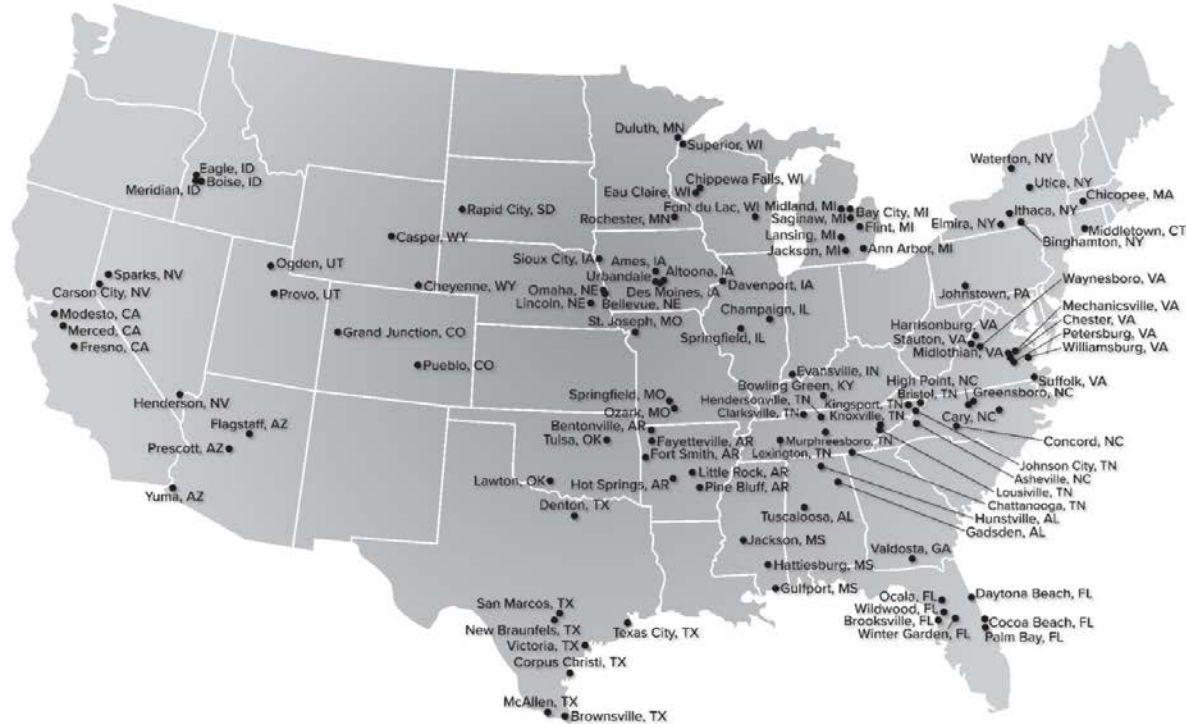 Duluth, MN
Superior, WI
Waterton, NY
Eagle, ID
Meridian, ID
Boise, ID
Chippewa Falls, WI
Eau Claire, WI
Utica, NY
Chicopee, MA
Rapid City, SD
Font du Lac, WI
Rochester, MN
Midland, MI
Bay City, MI
Saginaw, MI
Flint, MI
Ithaca, NY
Elmira, NY
Middletown, CT
Binghamton, NY
Casper, WY
Lansing, MI
Jackson, MI
Ann Arbor, MI
Ogden, UT
Sioux City, IA
Ames, IA
Altoona, IA
Urbandale
Sparks, NV
Carson City, NV
Provo, UT
Cheyenne, WY
Omaha, NE
Des Moines, IA
Davenport, IA
Lincoln, NE
Bellevue, NE
Johnstown, PA
Waynesboro, VA
Mechanicsville, VA
Chester, VA
Petersburg, VA
Williamsburg, VA
Modesto, CA
Merced, CA
Fresno, CA
Grand Junction, CO
St. Joseph, MO
Champaign, IL
Springfield, IL
Harrisonburg, VA
Stauton, VA
Midlothian, VA
Pueblo, CO
Evansville, IN
Suffolk, VA
Henderson, NV
Springfield, MO
Ozark, MO
Bowling Green, KY
Hendersonville, TN
Clarksville, TN
Kingsport, TN
Knoxville, TN
High Point, NC
Bristol, TN
Greensboro, NC
Cary, NC
Concord, NC
Flagstaff, AZ
Prescott, AZ
Bentonville, AR
Tulsa, OK
Fayetteville, AR
Fort Smith, AR
Murphreesboro, TN
Lexington, TN
Johnson City, TN
Asheville, NC
Lousiville, TN
Chattanooga, TN
Hunstville, AL
Gadsden, AL
Yuma, AZ
Lawton, OK
Hot Springs, AR
Little Rock, AR
Pine Bluff, AR
Denton, TX
Tuscaloosa, AL
Jackson, MS
Valdosta, GA
Hattiesburg, MS
Gulfport, MS
San Marcos, TX
New Braunfels, TX
Texas City, TX
Victoria, TX
Corpus Christi, TX
McAllen, TX
Brownsville, TX
Ocalo, FL
Daytona Beach, FL
Wildwood, FL
Brooksville, FL
Winter Garden, FL
Cocoa Beach, FL
Palm Bay, FL